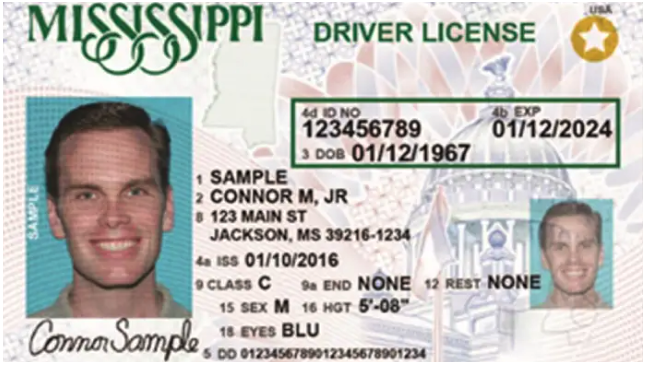 MISSISSIPPI
DRIVER LICENSE
USA
4d ID NO 4b EXP
123456789 01/12/2024
3 DOB 01/12/1967
SAMPLE
1 SAMPLE
2 CONNOR M, JR
8 123 MAIN ST
JACKSON, MS 39216-1234
4a ISS 01/10/2016
9 CLASS C 9a END NONE 12 REST NONE
15 SEX M 16 HGT 5'-08"
18 EYES BLU
Connor Sample
5 DD 0123456789012345678901234